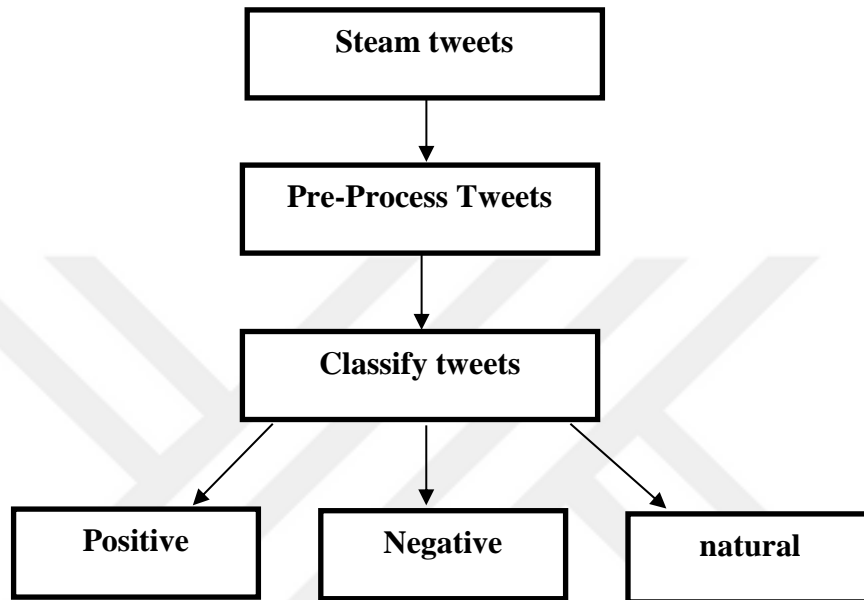 Steam tweets
Pre-Process Tweets
Classify tweets
Positive
Negative
natural